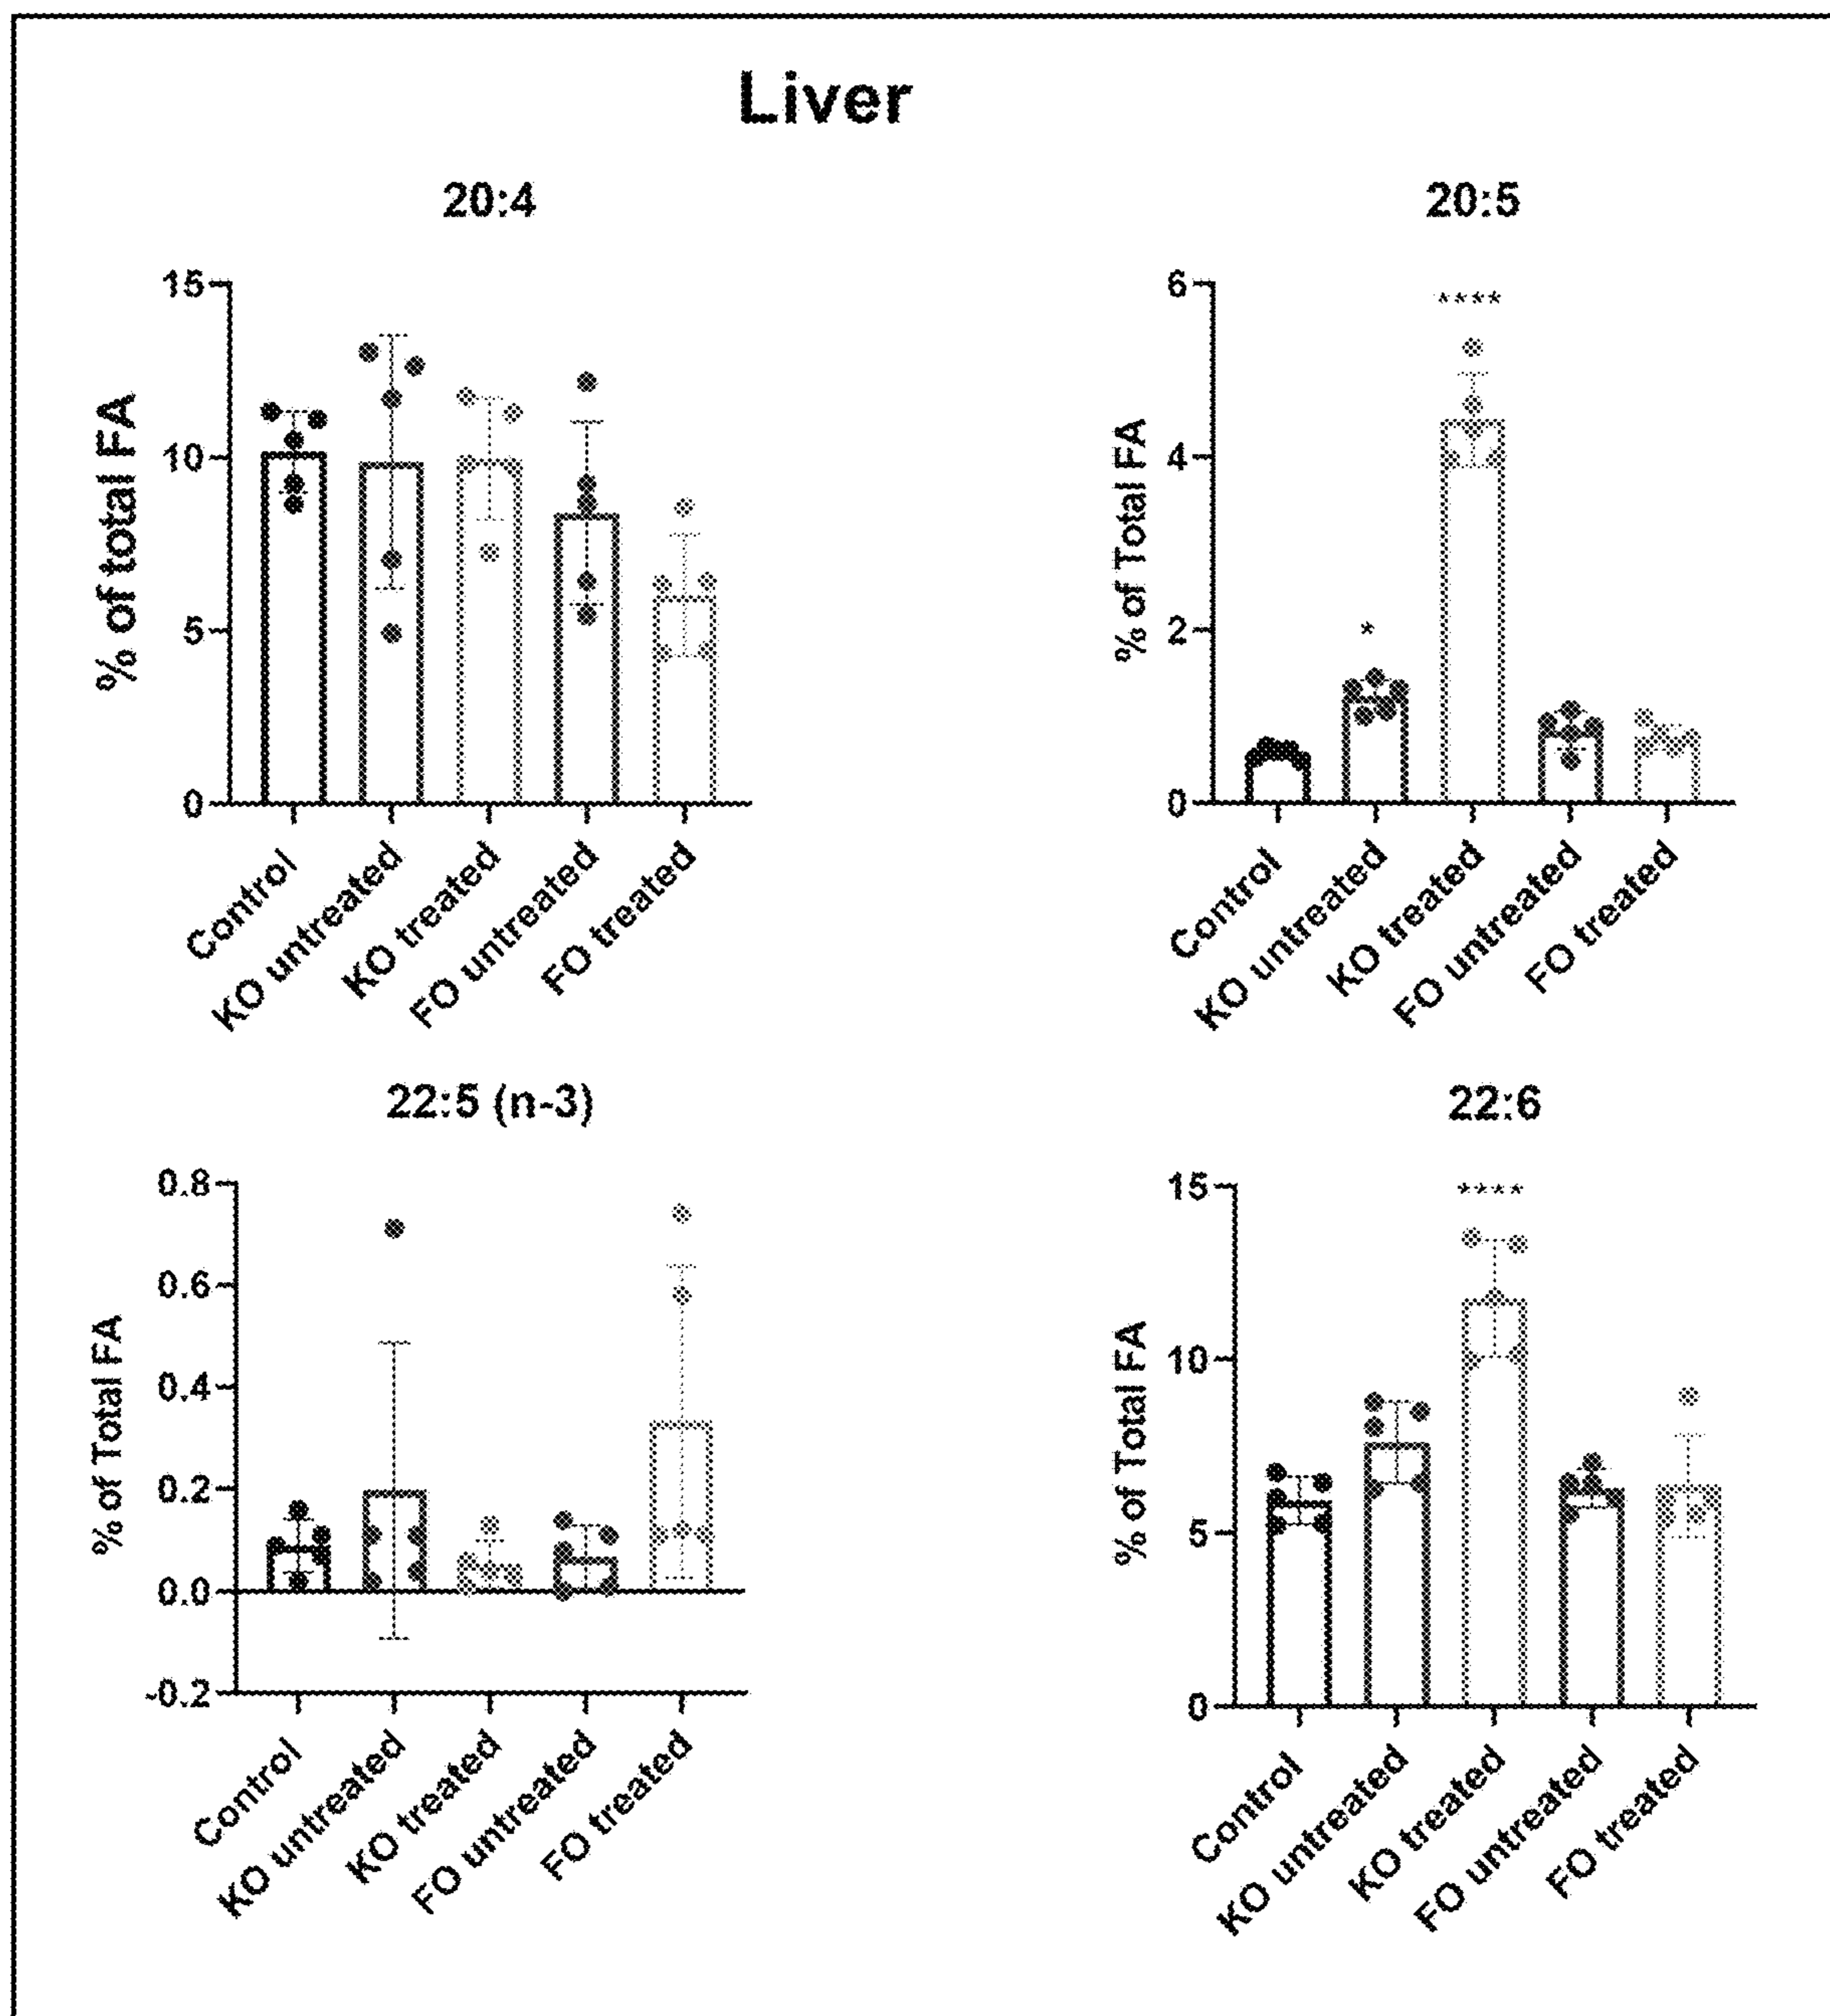 Liver
20:4
% of total FA
15
10
5
0
Control
KO untreated
KO treated
FO untreated
FO treated
20:5
% of Total FA
6
4
2
0
****
*
Control
KO untreated
KO treated
FO untreated
FO treated
22:5 (n-3)
% of Total FA
0.8
0.6
0.4
0.2
0.0
-0.2
Control
KO untreated
KO treated
FO untreated
FO treated
22:6
% of Total FA
15
10
5
0
****
Control
KO untreated
KO treated
FO untreated
FO treated